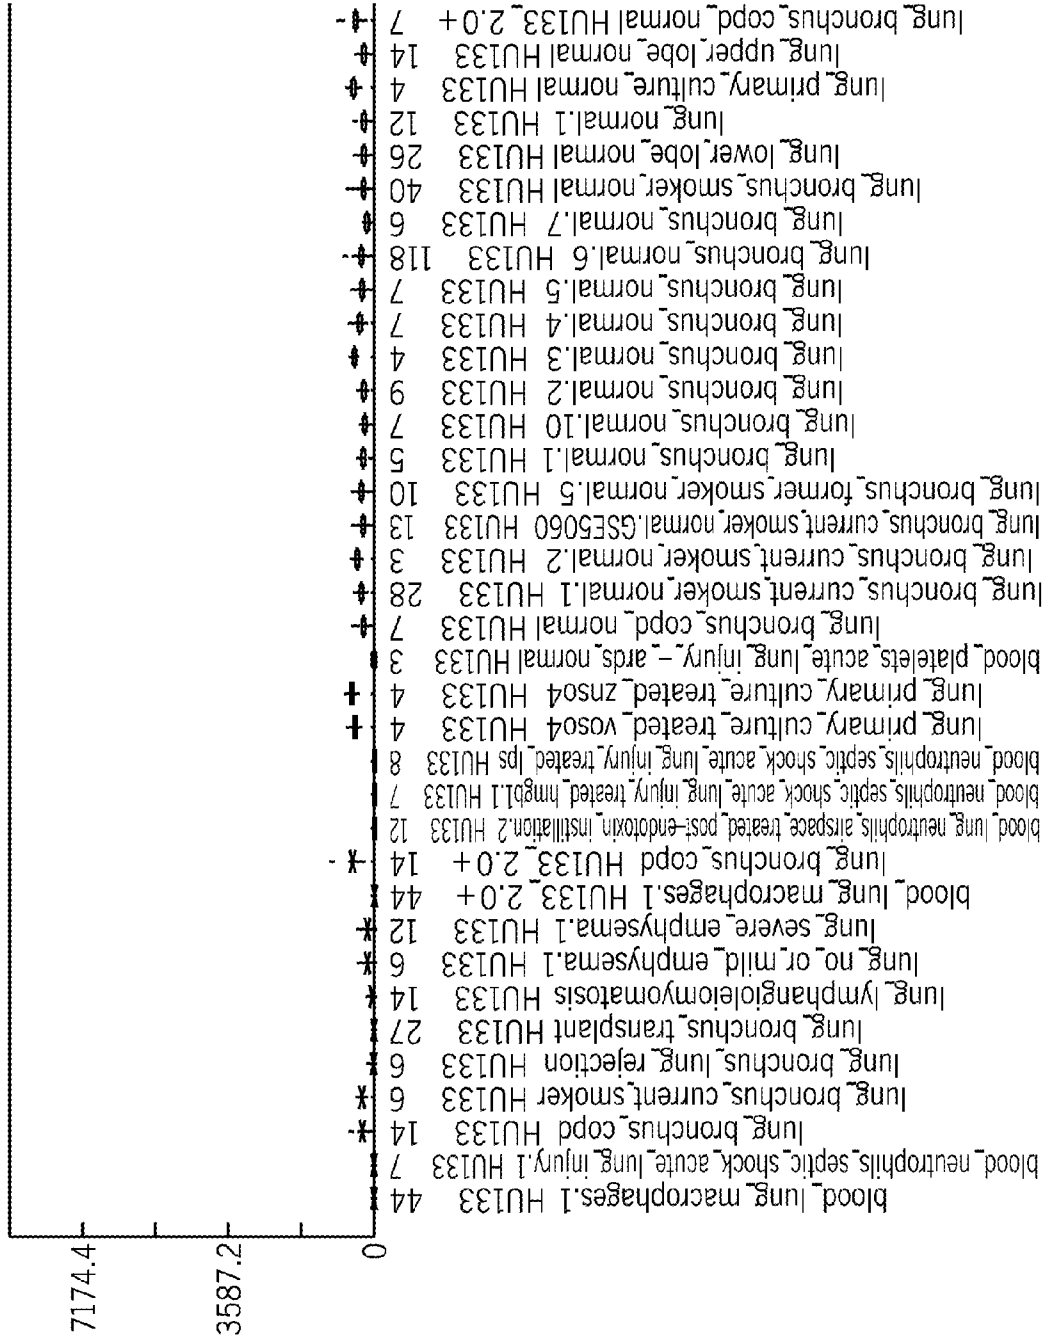 7174.4
3587.2
0
blood_lung_macrophages.1 HU133 44
blood_neutrophils_septic_shock_acute_lung_injury.1 HU133 7
lung_bronchus_copd HU133 14
lung_bronchus_current_smoker HU133 6
lung_bronchus_lung_rejection HU133 6
lung_bronchus_transplant HU133 27
lung_lymphangioleiomyomatosis HU133 14
lung_no_or_mild_emphysema.1 HU133 6
lung_severe_emphysema.1 HU133 12
blood_lung_macrophages.1 HU133_2.0+ 44
lung_bronchus_copd HU133_2.0+ 14
blood_lung_neutrophils_airspace_treated_post-endotoxin_instillation.2 HU133 12
blood_neutrophils_septic_shock_acute_lung_injury_treated_hmgb1.1 HU133 7
blood_neutrophils_septic_shock_acute_lung_injury_treated_lps HU133 8
lung_primary_culture_treated_voso4 HU133 4
lung_primary_culture_treated_znso4 HU133 4
blood_platelets_acute_lung_injury_-_ards_normal HU133 3
lung_bronchus_copd_normal HU133 7
lung_bronchus_current_smoker_normal.1 HU133 28
lung_bronchus_current_smoker_normal.2 HU133 3
lung_bronchus_current_smoker_normal.GSE5060 HU133 13
lung_bronchus_former_smoker_normal.5 HU133 10
lung_bronchus_normal.1 HU133 5
lung_bronchus_normal.10 HU133 7
lung_bronchus_normal.2 HU133 9
lung_bronchus_normal.3 HU133 4
lung_bronchus_normal.4 HU133 7
lung_bronchus_normal.5 HU133 7
lung_bronchus_normal.6 HU133 118
lung_bronchus_normal.7 HU133 6
lung_bronchus_smoker_normal HU133 40
lung_lower_lobe_normal HU133 26
lung_normal.1 HU133 12
lung_primary_culture_normal HU133 4
lung_upper_lobe_normal HU133 14
lung_bronchus_copd_normal HU133_2.0+ 7